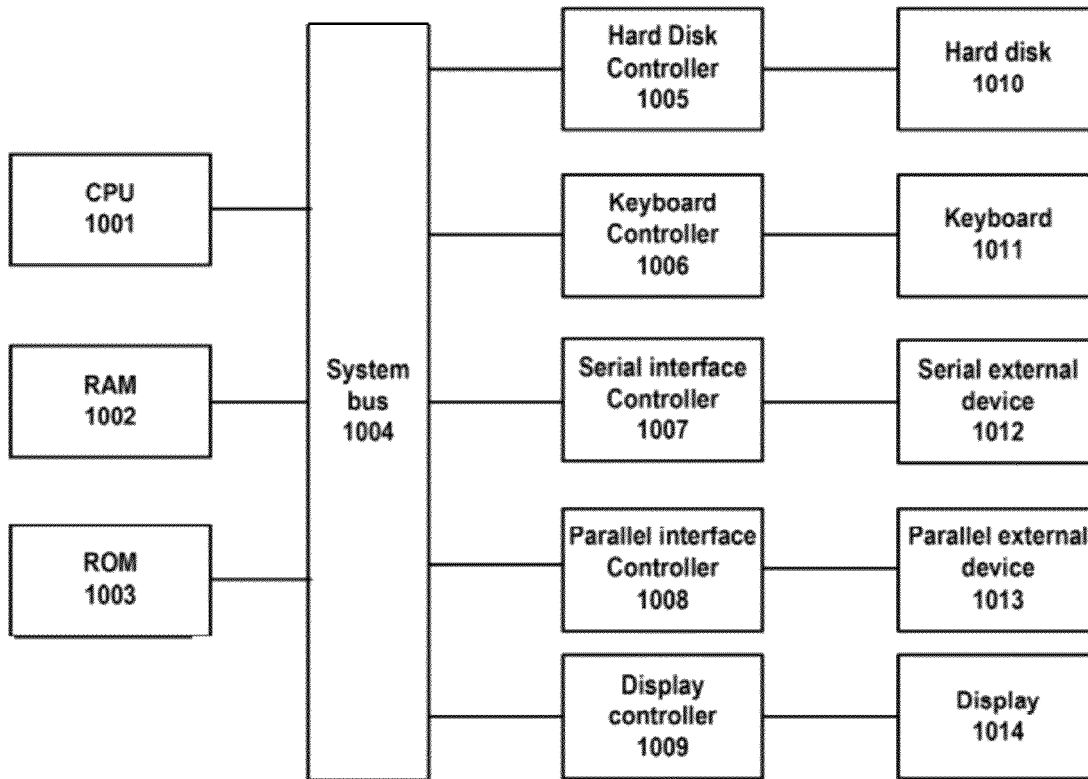 CPU
1001
RAM
1002
ROM
1003
System
bus
1004
Hard Disk
Controller
1005
Hard disk
1010
Keyboard
Controller
1006
Keyboard
1011
Serial interface
Controller
1007
Serial external
device
1012
Parallel interface
Controller
1008
Parallel external
device
1013
Display
controller
1009
Display
1014